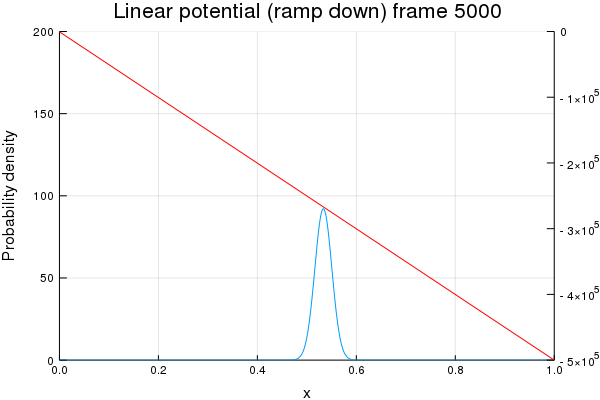 Linear potential (ramp down) frame 5000
200
150
100
50
0
Probability density
0
- 1×10⁵
- 2×10⁵
- 3×10⁵
- 4×10⁵
- 5×10⁵
0.0 0.2 0.4 0.6 0.8 1.0
x